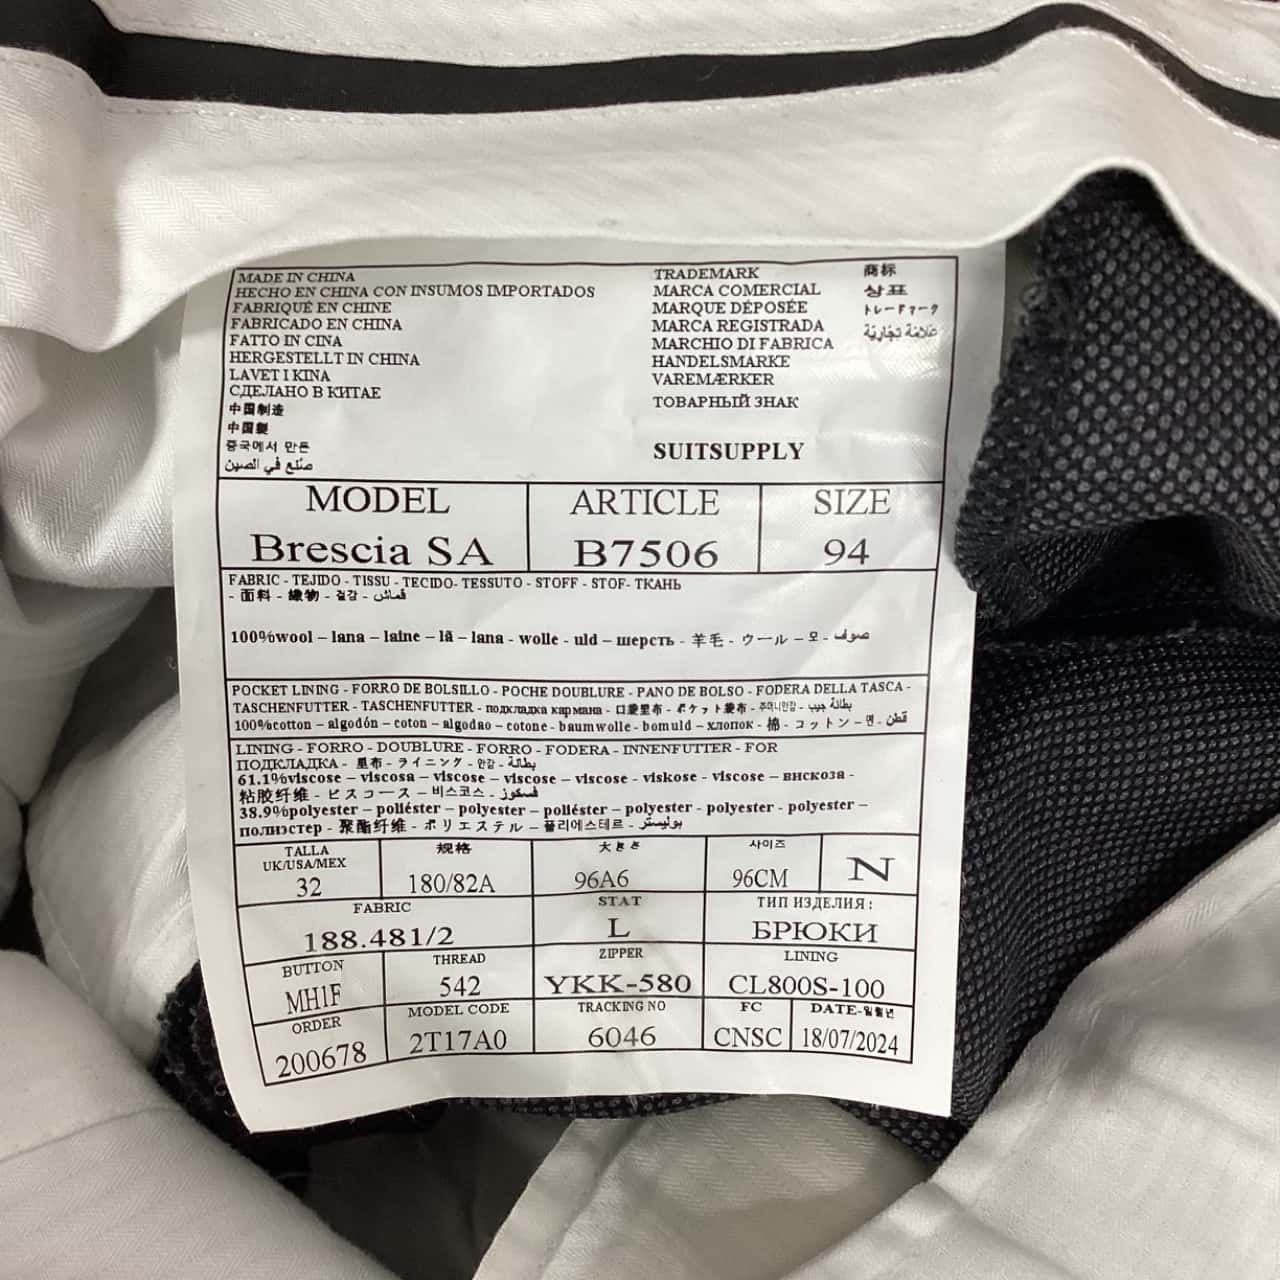 MADE IN CHINA
HECHO EN CHINA CON INSUMOS IMPORTADOS
FABRIQUÉ EN CHINE
FABRICADO EN CHINA
FATTO IN CINA
HERGESTELLT IN CHINA
LAVET I KINA
СДЕЛАНО В КИТАЕ
中国制造
中国製
중국에서 만든
صنع في الصين
TRADEMARK 商标
MARCA COMERCIAL 상표
MARQUE DÉPOSÉE トレードマーク
MARCA REGISTRADA علامة تجارية
MARCHIO DI FABRICA
HANDELSMARKE
VAREMÆRKER
ТОВАРНЫЙ ЗНАК
SUITSUPPLY
MODEL ARTICLE SIZE
Brescia SA B7506 94
FABRIC - TEJIDO - TISSU - TECIDO- TESSUTO - STOFF - STOF- ТКАНЬ
- 面料 - 織物 - 겉감 - قماش
100%wool – lana – laine – lã – lana - wolle - uld – шерсть - 羊毛 - ウール – 모 - صوف
POCKET LINING - FORRO DE BOLSILLO - POCHE DOUBLURE - PANO DE BOLSO - FODERA DELLA TASCA -
TASCHENFUTTER - TASCHENFUTTER - подкладка кармана - 口袋里布 - ポケット裏布 - 주머니안감 - بطانة جيب
100%cotton – algodón – coton – algodao – cotone - baumwolle - bomuld – хлопок - 棉 - コットン – 면 - قطن
LINING - FORRO - DOUBLURE - FORRO - FODERA - INNENFUTTER - FOR
ПОДКЛАДКА - 里布 - ライニング - 안감 - بطانة
61.1%viscose – viscosa – viscose – viscose – viscose - viskose - viscose – вискоза -
粘胶纤维 - ビスコース - 비스코스 - فسكوز
38.9%polyester – poliéster – polyester – poliéster – polyester - polyester - polyester –
полиэстер - 聚酯纤维 - ポリエステル – 폴리에스테르 - بوليستر
TALLA
UK/USA/MEX 规格 大きさ 사이즈
32 180/82A 96A6 96CM N
FABRIC STAT ТИП ИЗДЕЛИЯ:
188.481/2 L БРЮКИ
BUTTON THREAD ZIPPER LINING
MH1F 542 YKK-580 CL800S-100
ORDER MODEL CODE TRACKING NO FC DATE-일월년
200678 2T17A0 6046 CNSC 18/07/2024